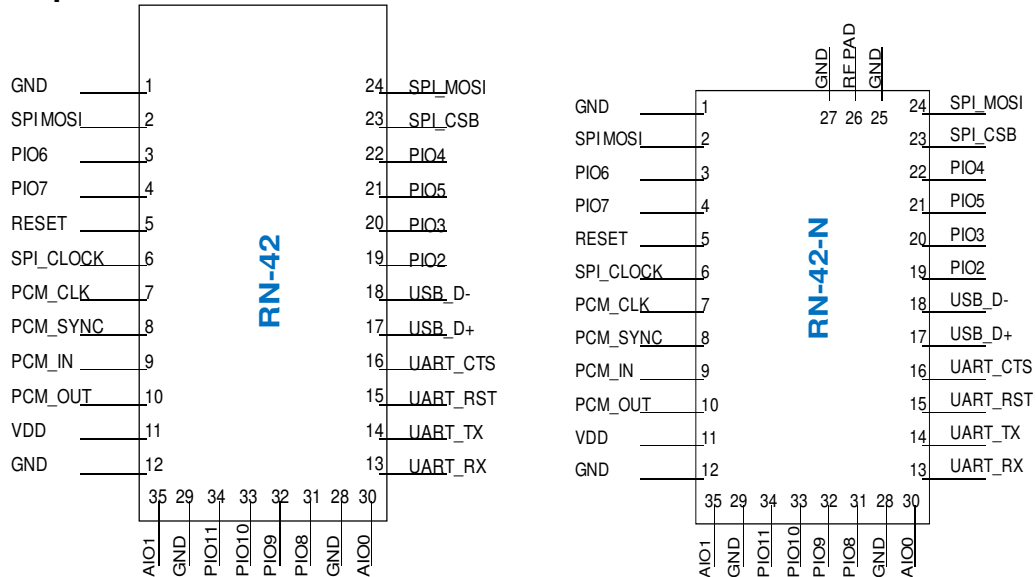 GND 1 24 SPI_MOSI
SPIMOSI 2 23 SPI_CSB
PIO6 3 22 PIO4
PIO7 4 21 PIO5
RESET 5 20 PIO3
SPI_CLOCK 6 19 PIO2
PCM_CLK 7 18 USB_D-
PCM_SYNC 8 17 USB_D+
PCM_IN 9 16 UART_CTS
PCM_OUT 10 15 UART_RST
VDD 11 14 UART_TX
GND 12 13 UART_RX
RN-42
35 29 34 33 32 31 28 30
AIO1 GND PIO11 PIO10 PIO9 PIO8 GND AIO0
GND RF PAD GND
27 26 25
GND 1 24 SPI_MOSI
SPIMOSI 2 23 SPI_CSB
PIO6 3 22 PIO4
PIO7 4 21 PIO5
RESET 5 20 PIO3
SPI_CLOCK 6 19 PIO2
PCM_CLK 7 18 USB_D-
PCM_SYNC 8 17 USB_D+
PCM_IN 9 16 UART_CTS
PCM_OUT 10 15 UART_RST
VDD 11 14 UART_TX
GND 12 13 UART_RX
RN-42-N
35 29 34 33 32 31 28 30
AIO1 GND PIO11 PIO10 PIO9 PIO8 GND AIO0